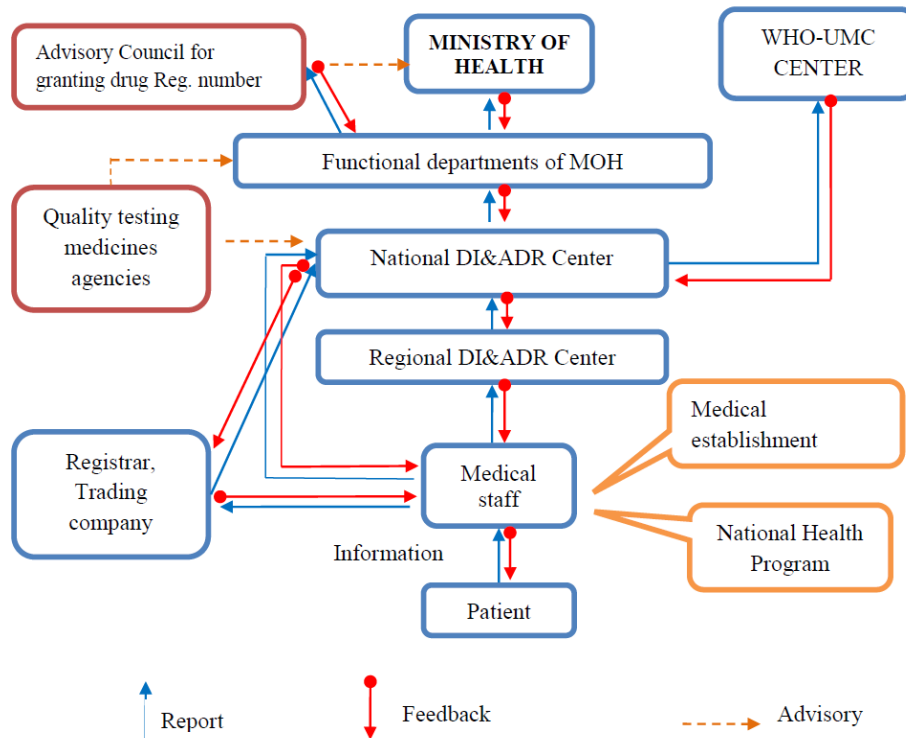 Advisory Council for
granting drug Reg. number
MINISTRY OF
HEALTH
WHO-UMC
CENTER
Functional departments of MOH
Quality testing
medicines
agencies
National DI&ADR Center
Regional DI&ADR Center
Medical
establishment
Registrar,
Trading
company
Medical
staff
National Health
Program
Information
Patient
Report
Feedback
Advisory